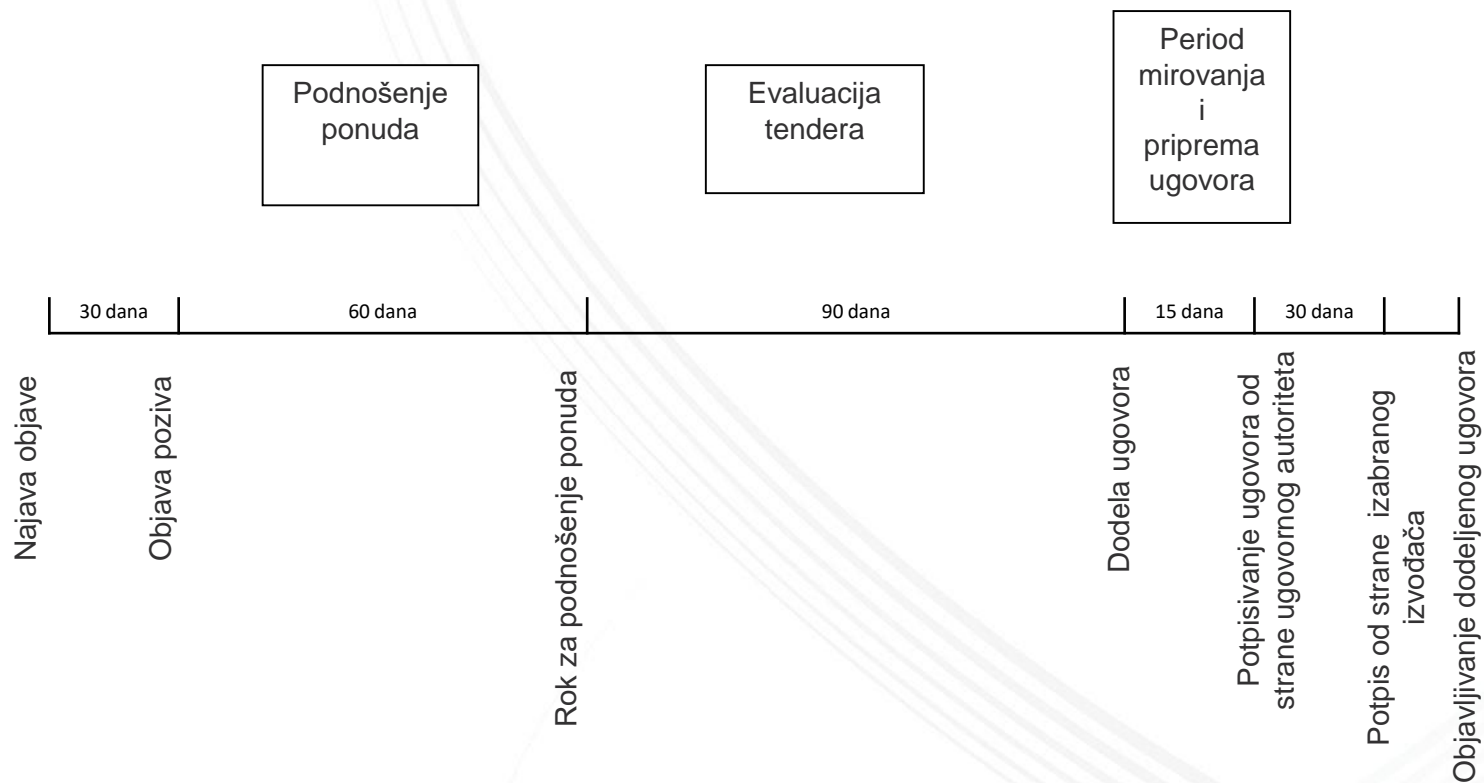 Podnošenje
ponuda
Evaluacija
tendera
Period
mirovanja
i
priprema
ugovora
30 dana
60 dana
90 dana
15 dana
30 dana
Najava objave
Objava poziva
Rok za podnošenje ponuda
Dodela ugovora
Potpisivanje ugovora od
strane ugovornog autoriteta
Potpis od strane izabranog
izvođača
Objavljivanje dodeljenog ugovora